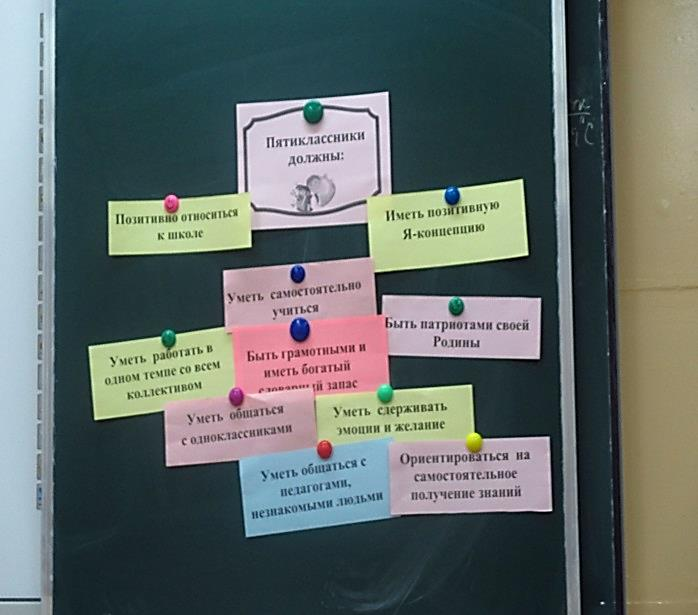 Пятиклассники
должны:
Позитивно относиться
к школе
Иметь позитивную
Я-концепцию
Уметь самостоятельно
учиться
Быть патриотами своей
Родины
Уметь работать в
одном темпе со всем
коллективом
Быть грамотными и
иметь богатый
словарный запас
Уметь общаться
с одноклассниками
Уметь сдерживать
эмоции и желание
Уметь общаться с
педагогами,
незнакомыми людьми
Ориентироваться на
самостоятельное
получение знаний